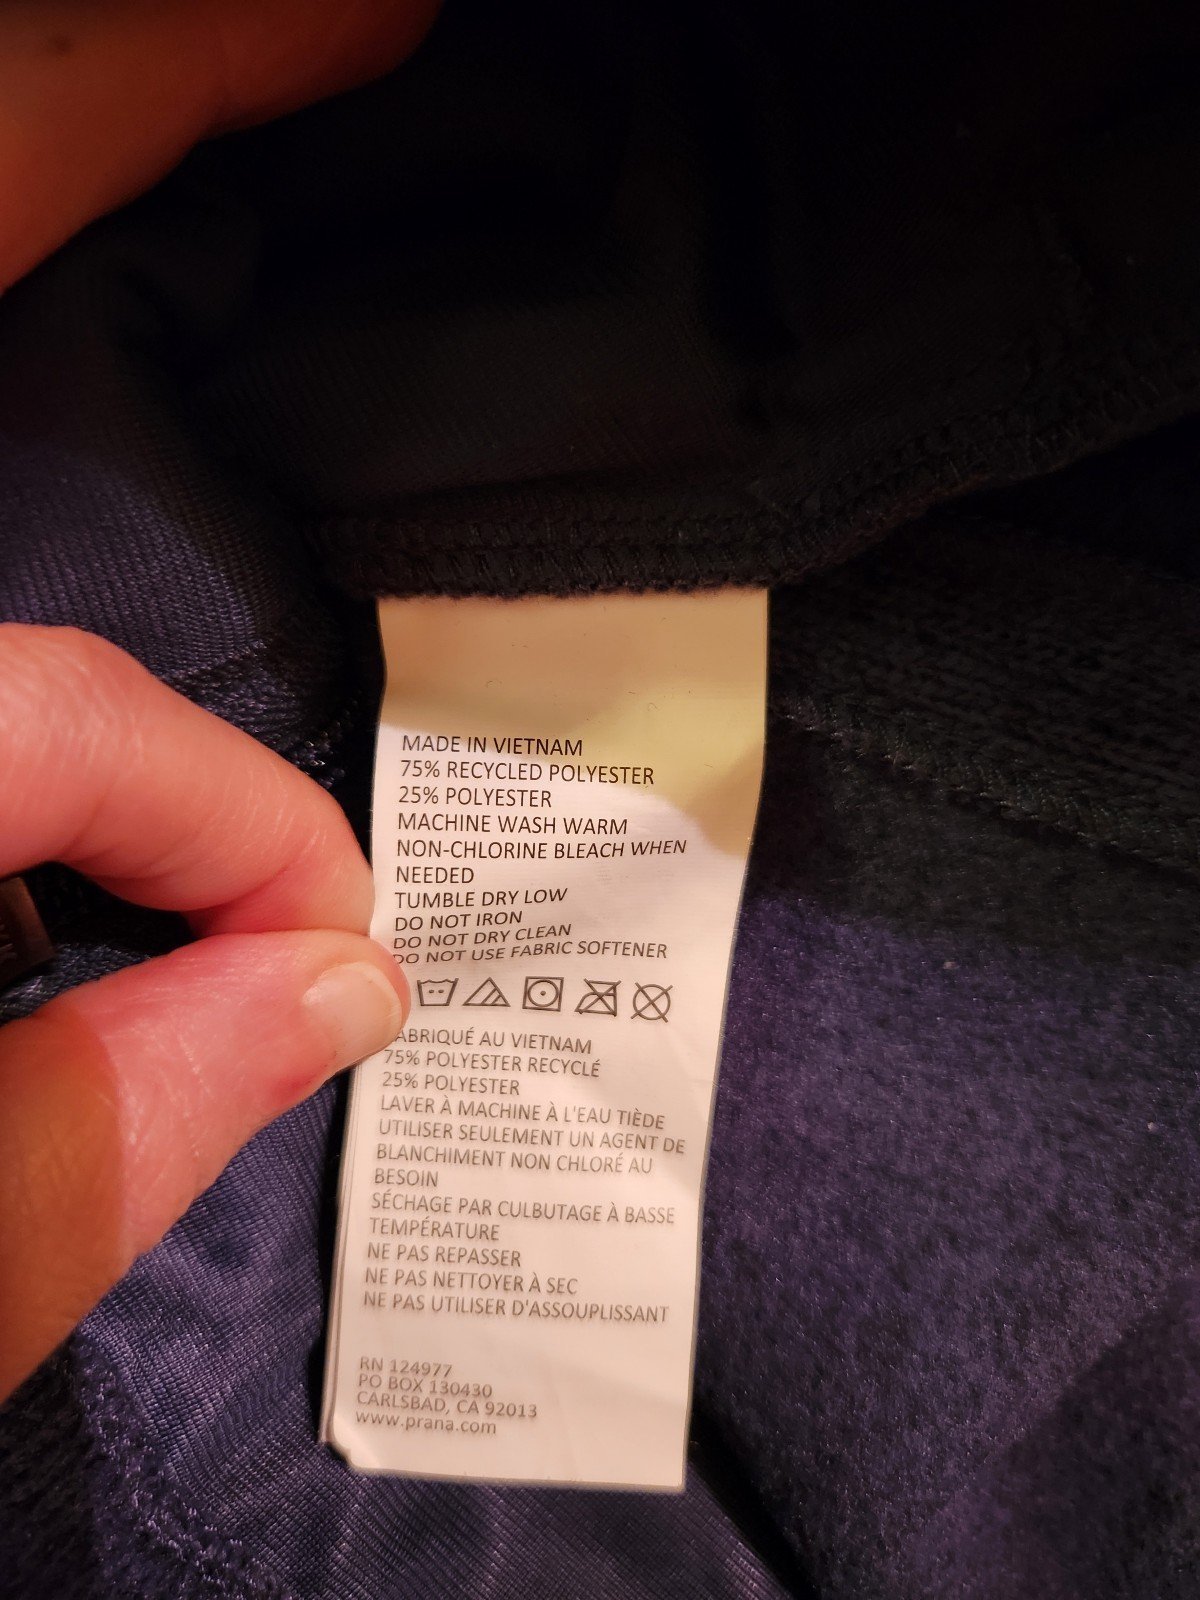 MADE IN VIETNAM
75% RECYCLED POLYESTER
25% POLYESTER
MACHINE WASH WARM
NON-CHLORINE BLEACH WHEN
NEEDED
TUMBLE DRY LOW
DO NOT IRON
DO NOT DRY CLEAN
DO NOT USE FABRIC SOFTENER
ABRIQUÉ AU VIETNAM
75% POLYESTER RECYCLÉ
25% POLYESTER
LAVER À MACHINE À L'EAU TIÈDE
UTILISER SEULEMENT UN AGENT DE
BLANCHIMENT NON CHLORÉ AU
BESOIN
SÉCHAGE PAR CULBUTAGE À BASSE
TEMPÉRATURE
NE PAS REPASSER
NE PAS NETTOYER À SEC
NE PAS UTILISER D'ASSOUPLISSANT
RN 124977
PO BOX 130430
CARLSBAD, CA 92013
www.prana.com